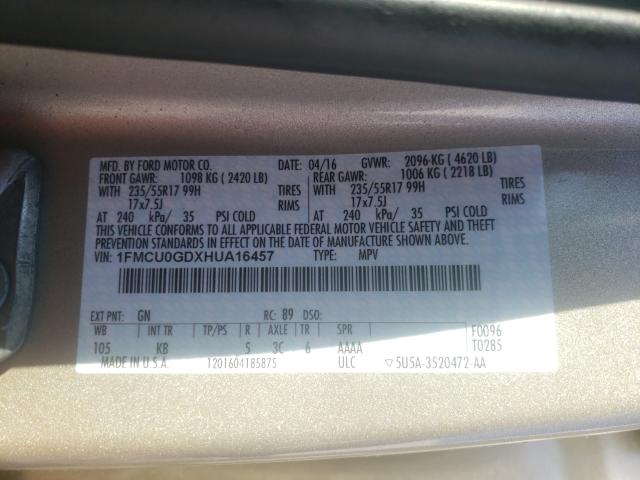 MFD. BY FORD MOTOR CO. DATE: 04/16 GVWR: 2096-KG ( 4620 LB)
FRONT GAWR: 1098 KG ( 2420 LB) REAR GAWR: 1006 KG ( 2218 LB)
WITH 235/55R17 99H TIRES WITH 235/55R17 99H TIRES
17x7.5J RIMS 17x7.5J RIMS
AT 240 kPa/ 35 PSI COLD AT 240 kPa/ 35 PSI COLD
THIS VEHICLE CONFORMS TO ALL APPLICABLE FEDERAL MOTOR VEHICLE SAFETY AND THEFT
PREVENTION STANDARDS IN EFFECT ON THE DATE OF MANUFACTURE SHOWN ABOVE.
VIN: 1FMCU0GDXHUA16457 TYPE: MPV
EXT PNT: GN RC: 89 DSO:
WB INT TR TP/PS R AXLE TR SPR F0096
105 KB 5 3C 6 AAAA T0285
MADE IN U.S.A. 1201604185875 ULC ▽5U5A-3520472-AA